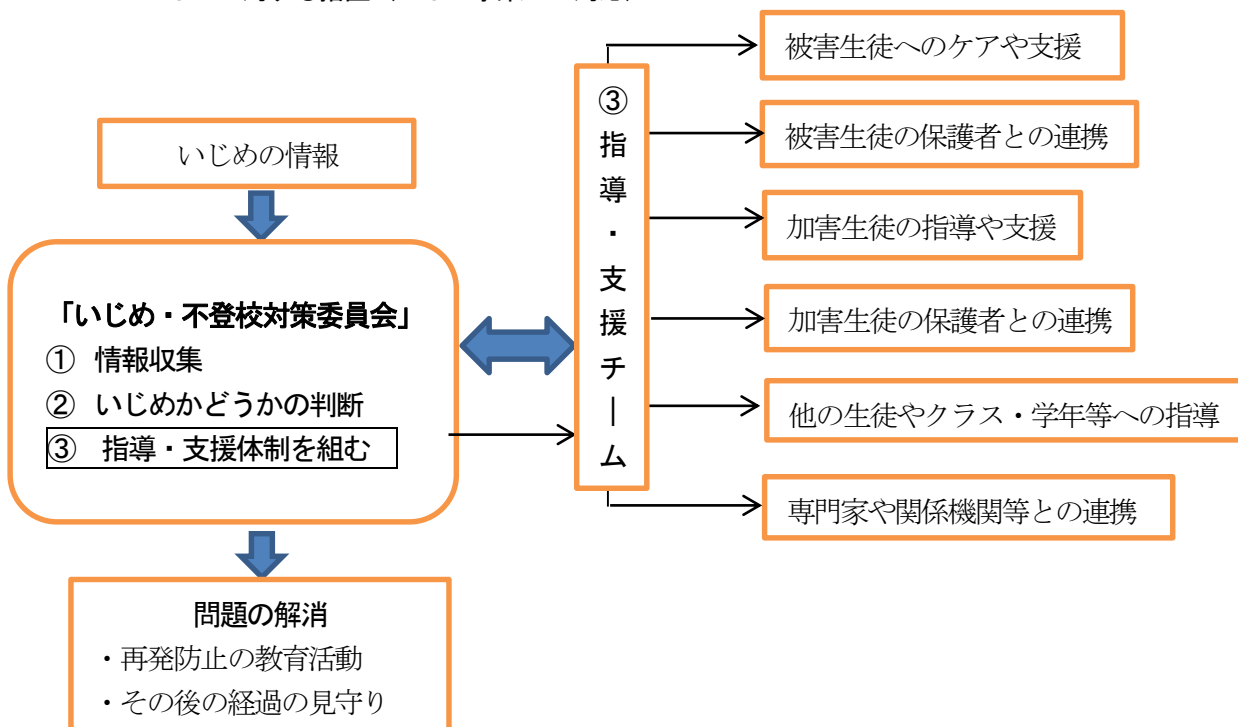 いじめの情報
「いじめ・不登校対策委員会」
① 情報収集
② いじめかどうかの判断
③ 指導・支援体制を組む
問題の解消
・再発防止の教育活動
・その後の経過の見守り
③指導・支援チーム
被害生徒へのケアや支援
被害生徒の保護者との連携
加害生徒の指導や支援
加害生徒の保護者との連携
他の生徒やクラス・学年等への指導
専門家や関係機関等との連携